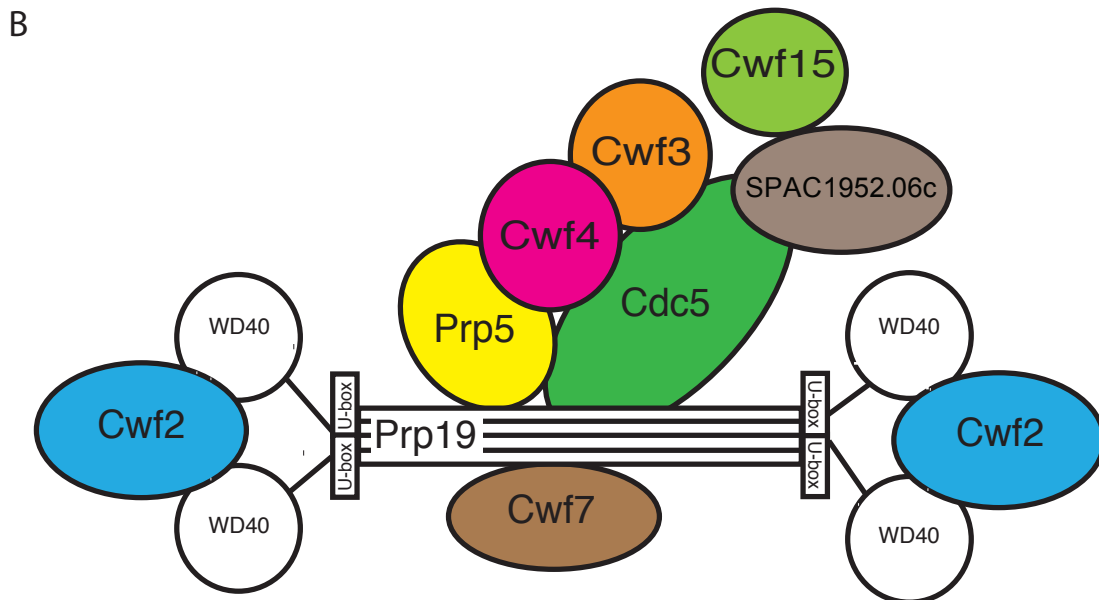 B
Cwf15
Cwf3
SPAC1952.06c
Cwf4
Cdc5
Prp5
WD40
WD40
U-box
U-box
Cwf2
Prp19
Cwf2
U-box
U-box
Cwf7
WD40
WD40